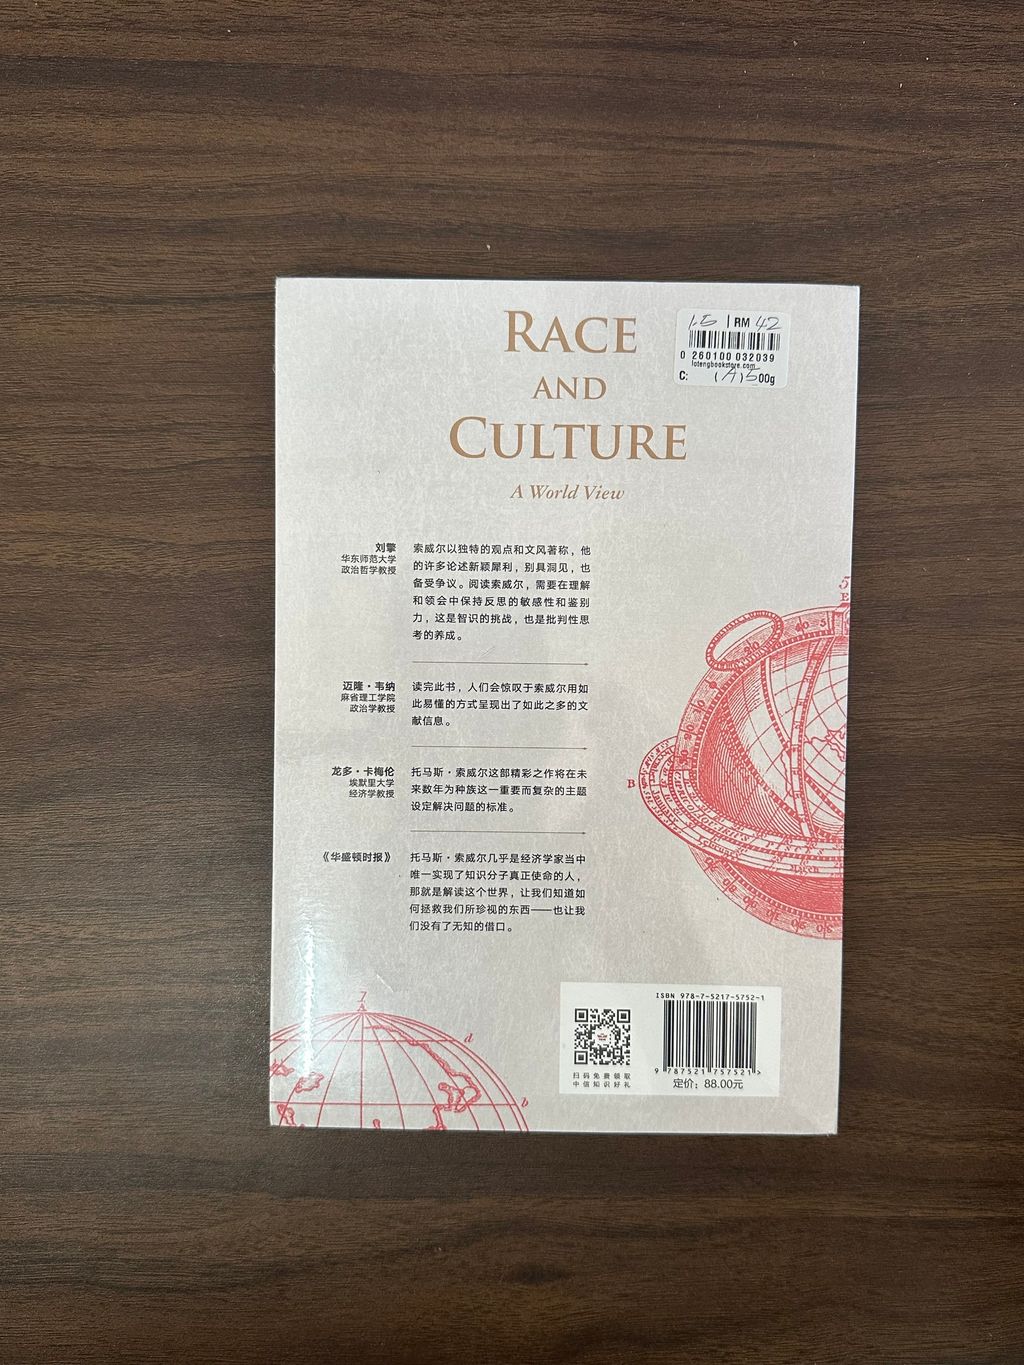 RACE
AND
CULTURE
A World View
1.5 | RM 42
0 260100 032039
lotengbookstore.com
C: (A)500g
刘擎
华东师范大学
政治哲学教授
索威尔以独特的观点和文风著称，他
的许多论述新颖犀利，别具洞见，也
备受争议。阅读索威尔，需要在理解
和领会中保持反思的敏感性和鉴别
力，这是智识的挑战，也是批判性思
考的养成。
迈隆·韦纳
麻省理工学院
政治学教授
读完此书，人们会惊叹于索威尔用如
此易懂的方式呈现出了如此之多的文
献信息。
龙多·卡梅伦
埃默里大学
经济学教授
托马斯·索威尔这部精彩之作将在未
来数年为种族这一重要而复杂的主题
设定解决问题的标准。
《华盛顿时报》
托马斯·索威尔几乎是经济学家当中
唯一实现了知识分子真正使命的人，
那就是解读这个世界，让我们知道如
何拯救我们所珍视的东西——也让我
们没有了无知的借口。
5
E
B
7
A
d
b
ISBN 978-7-5217-5752-1
9 787521 757521 >
扫码免费领取
中信知识好礼
定价：88.00元